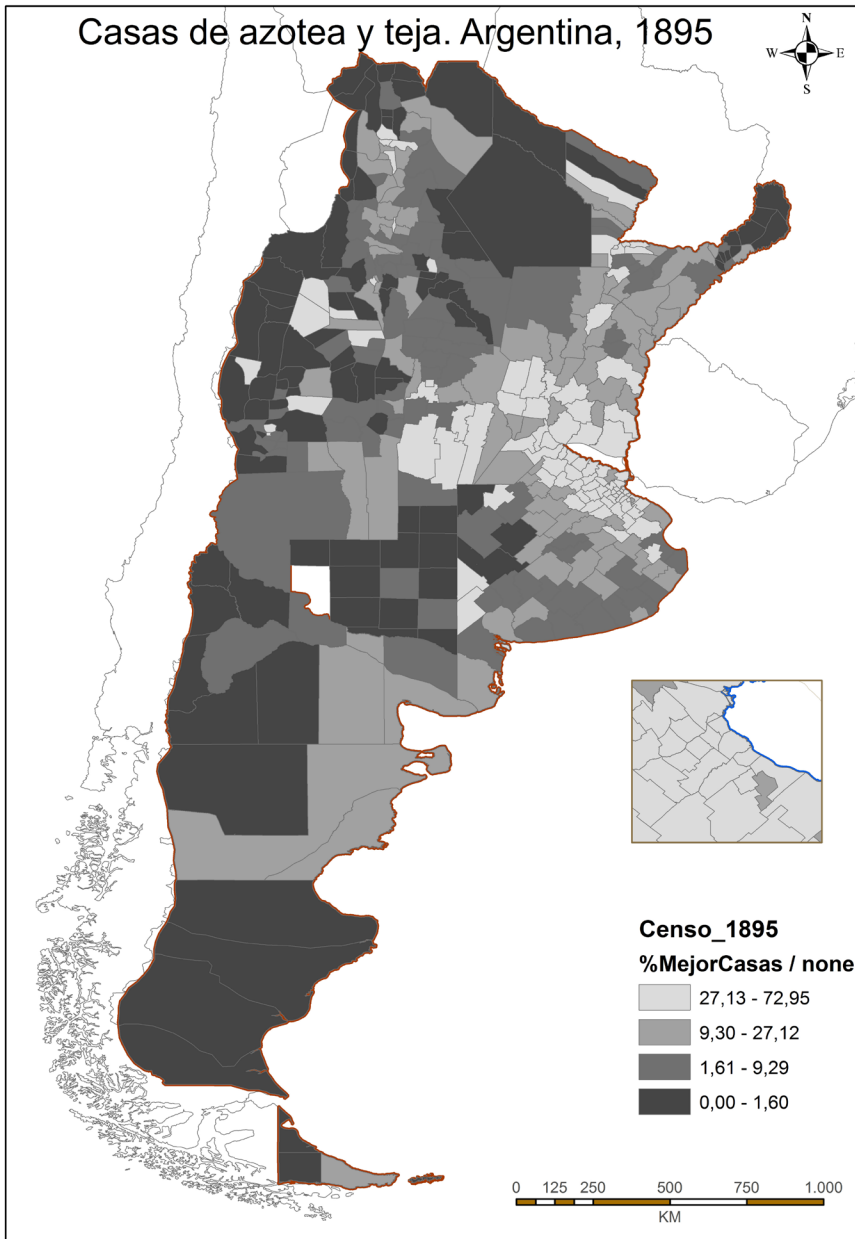 Casas de azotea y teja. Argentina, 1895
N
W E
S
Censo_1895
%MejorCasas / none
27,13 - 72,95
9,30 - 27,12
1,61 - 9,29
0,00 - 1,60
0 125 250 500 750 1.000
KM